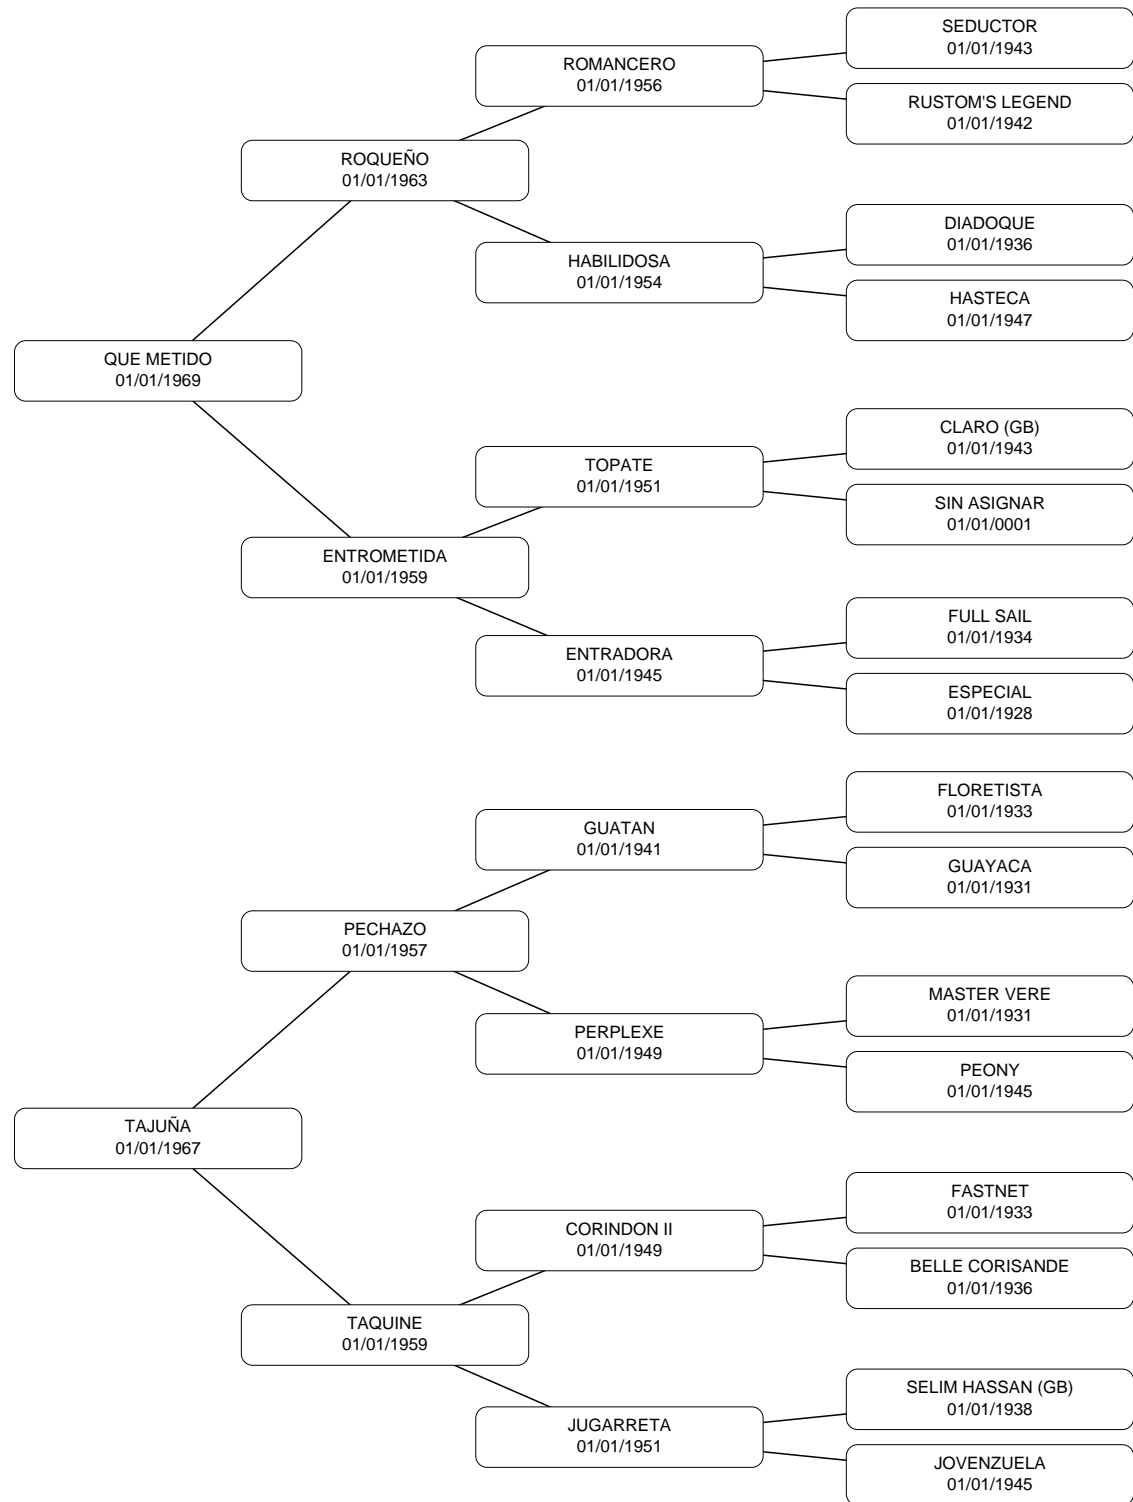 SEDUCTOR
01/01/1943
ROMANCERO
01/01/1956
RUSTOM'S LEGEND
01/01/1942
ROQUEÑO
01/01/1963
DIADOQUE
01/01/1936
HABILIDOSA
01/01/1954
HASTECA
01/01/1947
QUE METIDO
01/01/1969
CLARO (GB)
01/01/1943
TOPATE
01/01/1951
SIN ASIGNAR
01/01/0001
ENTROMETIDA
01/01/1959
FULL SAIL
01/01/1934
ENTRADORA
01/01/1945
ESPECIAL
01/01/1928
FLORETISTA
01/01/1933
GUATAN
01/01/1941
GUAYACA
01/01/1931
PECHAZO
01/01/1957
MASTER VERE
01/01/1931
PERPLEXE
01/01/1949
PEONY
01/01/1945
TAJUÑA
01/01/1967
FASTNET
01/01/1933
CORINDON II
01/01/1949
BELLE CORISANDE
01/01/1936
TAQUINE
01/01/1959
SELIM HASSAN (GB)
01/01/1938
JUGARRETA
01/01/1951
JOVENZUELA
01/01/1945